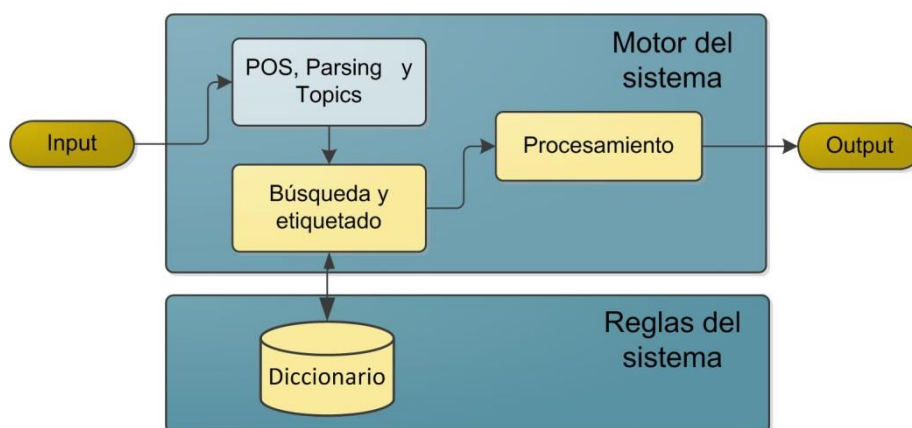 Motor del
sistema
POS, Parsing y
Topics
Input
Procesamiento
Output
Búsqueda y
etiquetado
Reglas del
sistema
Diccionario